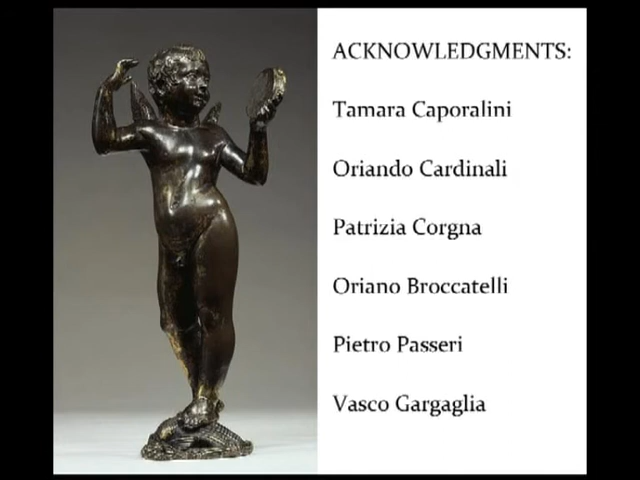 ACKNOWLEDGMENTS:
Tamara Caporalini
Oriando Cardinali
Patrizia Corgna
Oriano Broccatelli
Pietro Passeri
Vasco Gargaglia